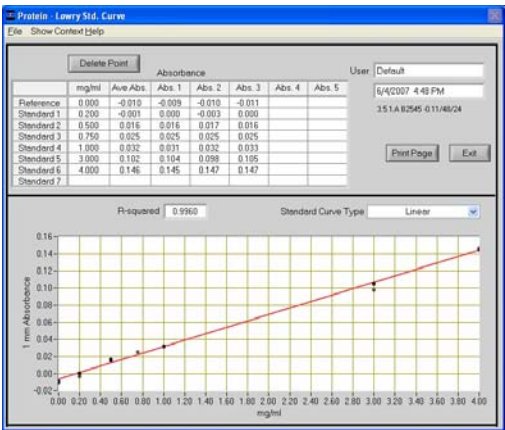 Protein - Lowry Std. Curve
File Show Context Help
Delete Point
Absorbance
User Default
6/4/2007 4:48 PM
3.5.1.A B2545 -0.11/48/24
Print Page Exit
mg/ml Ave Abs. Abs. 1 Abs. 2 Abs. 3 Abs. 4 Abs. 5
Reference 0.000 -0.010 -0.009 -0.010 -0.011
Standard 1 0.200 -0.001 0.000 -0.003 0.000
Standard 2 0.500 0.016 0.016 0.017 0.016
Standard 3 0.750 0.025 0.025 0.025 0.025
Standard 4 1.000 0.032 0.031 0.032 0.033
Standard 5 3.000 0.102 0.104 0.098 0.105
Standard 6 4.000 0.146 0.145 0.147 0.147
Standard 7
R-squared 0.9960 Standard Curve Type Linear
1 mm Absorbance
0.16
0.14
0.12
0.10
0.08
0.06
0.04
0.02
0.00
-0.02
0.00 0.20 0.40 0.60 0.80 1.00 1.20 1.40 1.60 1.80 2.00 2.20 2.40 2.60 2.80 3.00 3.20 3.40 3.60 3.80 4.00
mg/ml